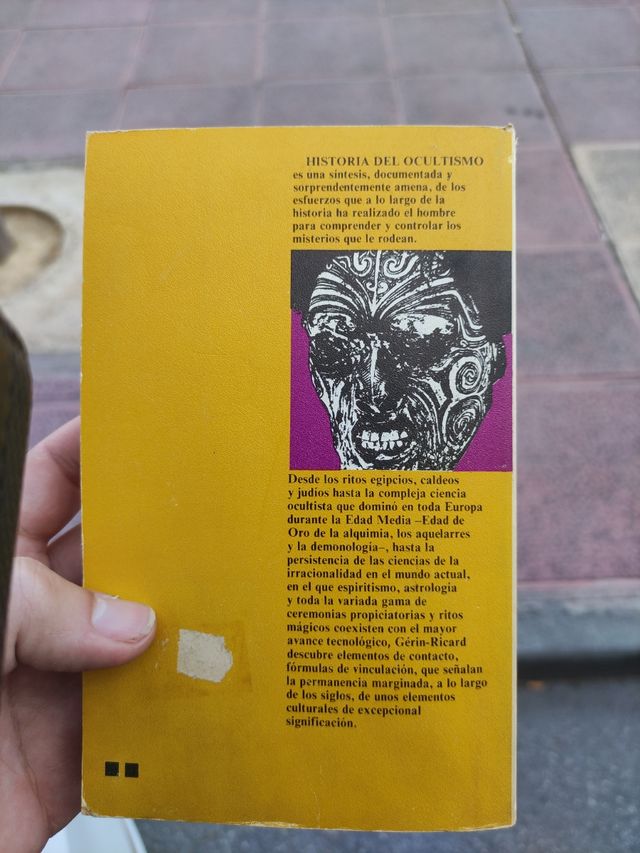 HISTORIA DEL OCULTISMO
es una síntesis, documentada y
sorprendentemente amena, de los
esfuerzos que a lo largo de la
historia ha realizado el hombre
para comprender y controlar los
misterios que le rodean.
Desde los ritos egipcios, caldeos
y judíos hasta la compleja ciencia
ocultista que dominó en toda Europa
durante la Edad Media –Edad de
Oro de la alquimia, los aquelarres
y la demonología–, hasta la
persistencia de las ciencias de la
irracionalidad en el mundo actual,
en el que espiritismo, astrología
y toda la variada gama de
ceremonias propiciatorias y ritos
mágicos coexisten con el mayor
avance tecnológico, Gérin-Ricard
descubre elementos de contacto,
fórmulas de vinculación, que señalan
la permanencia marginada, a lo largo
de los siglos, de unos elementos
culturales de excepcional
significación.